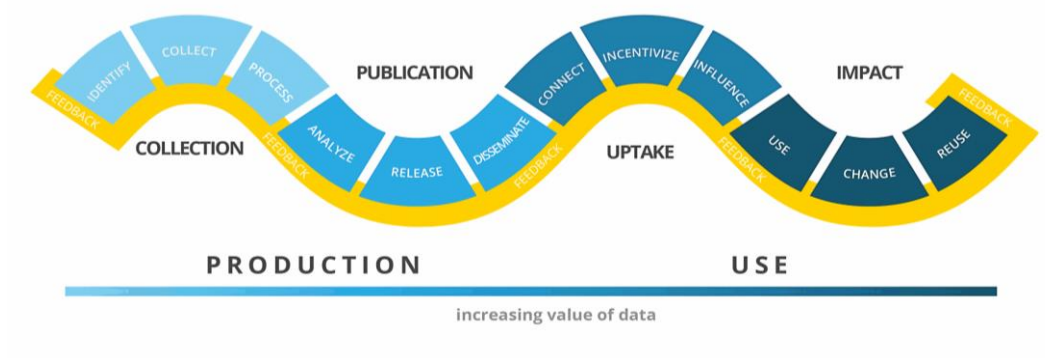 IDENTIFY
COLLECT
PROCESS
FEEDBACK
COLLECTION
PUBLICATION
ANALYZE
RELEASE
DISSEMINATE
FEEDBACK
FEEDBACK
CONNECT
INCENTIVIZE
INFLUENCE
UPTAKE
IMPACT
USE
CHANGE
REUSE
FEEDBACK
FEEDBACK
PRODUCTION
USE
increasing value of data